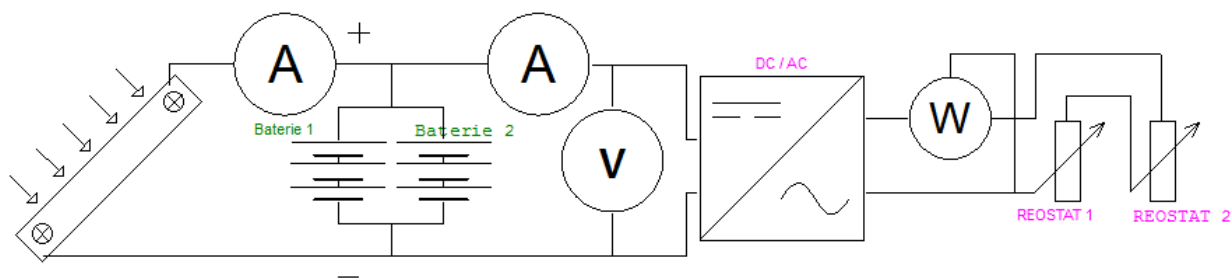 A
+
A
DC / AC
Baterie 1
Baterie 2
V
W
REOSTAT 1
REOSTAT 2
−